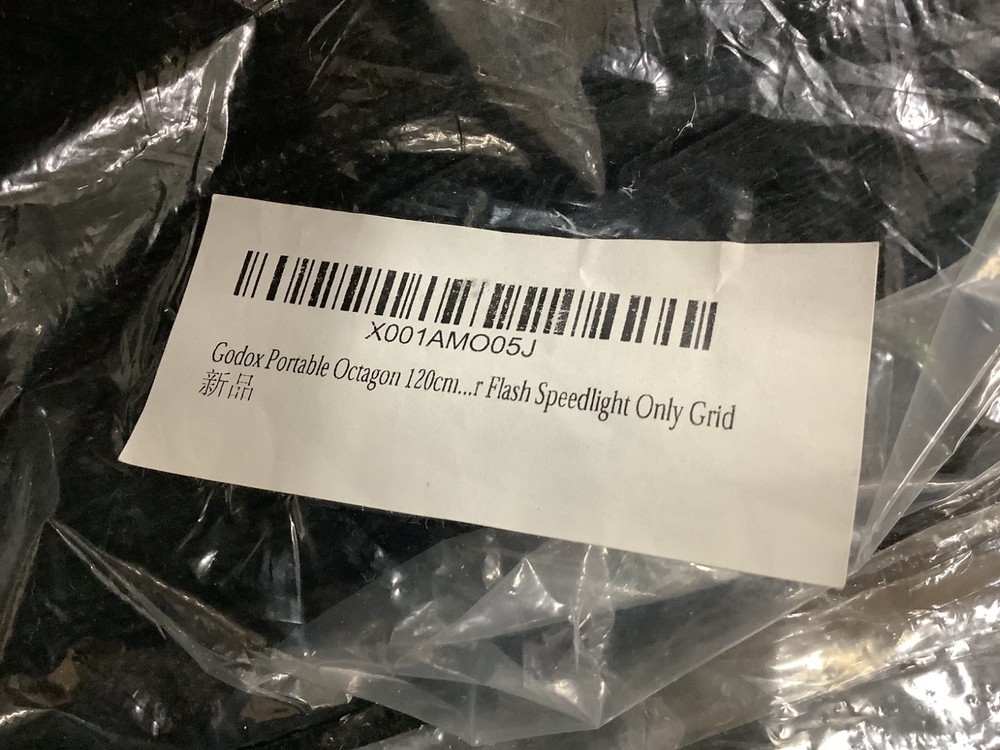 X001AMO05J
Godox Portable Octagon 120cm...r Flash Speedlight Only Grid
新品